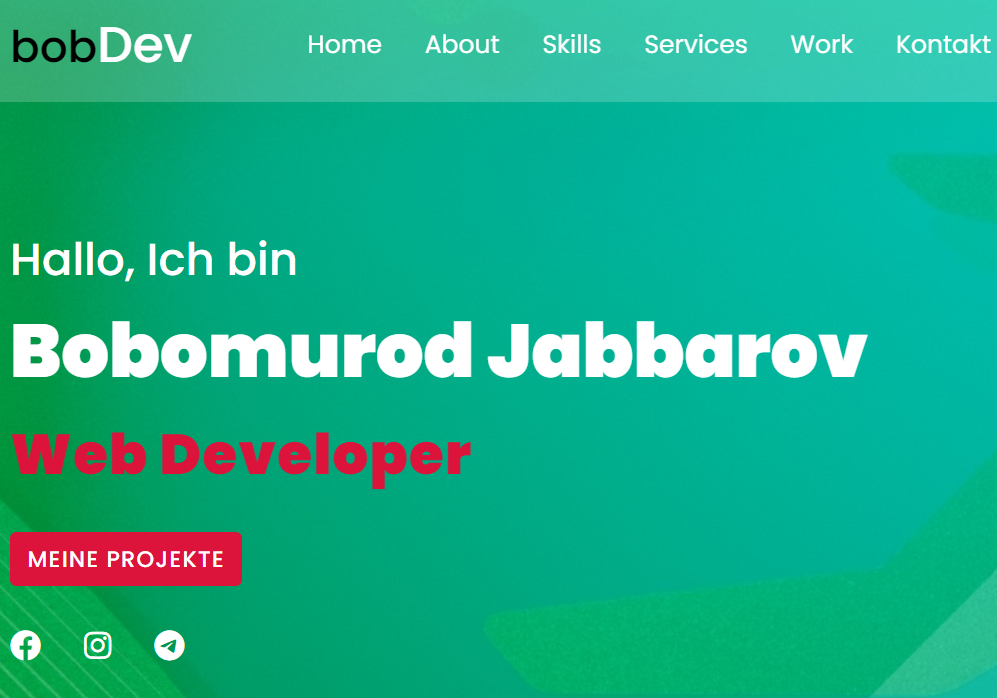 bobDev
Home About Skills Services Work Kontakt
Hallo, Ich bin
Bobomurod Jabbarov
Web Developer
MEINE PROJEKTE